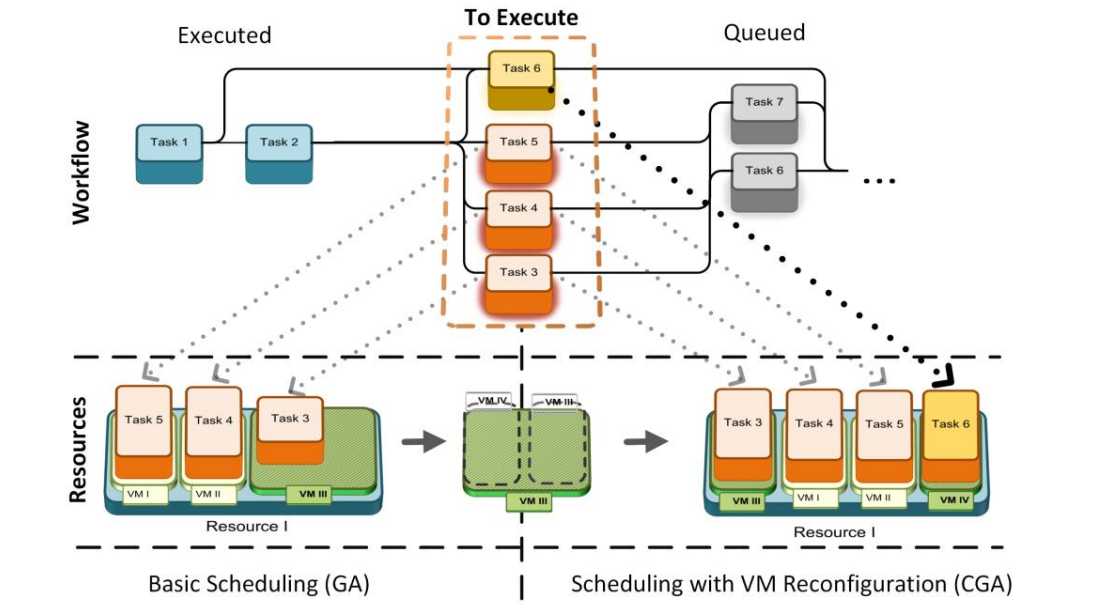 To Execute
Executed
Queued
Workflow
Task 6
Task 7
Task 1
Task 2
Task 5
Task 6
Task 4
Task 3
...
Resources
VM IV
VM III
Task 5
Task 4
Task 3
Task 3
Task 4
Task 5
Task 6
VM I
VM II
VM III
VM III
VM III
VM I
VM II
VM IV
Resource I
Resource I
Basic Scheduling (GA)
Scheduling with VM Reconfiguration (CGA)